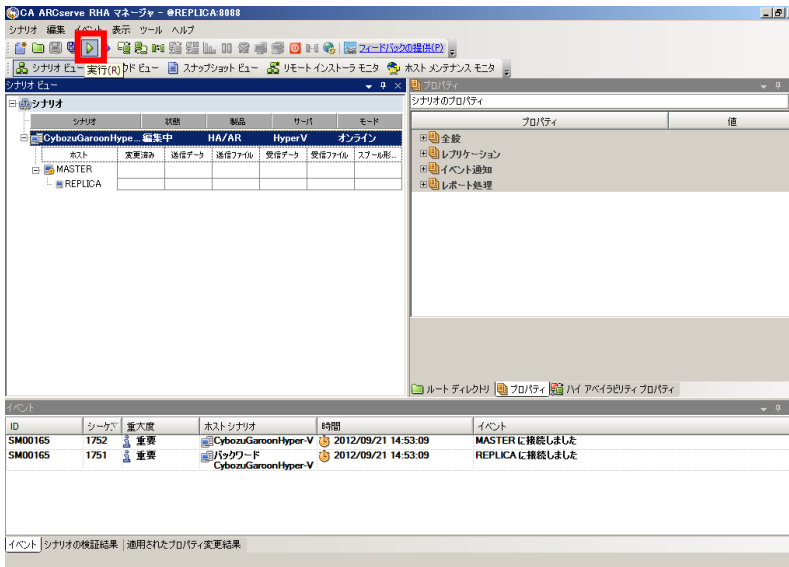 CA ARCserve RHA マネージャ - @REPLICA:8088
シナリオ 編集 イベント 表示 ツール ヘルプ
フィードバックの提供(P)
シナリオ ビュー スナップショット ビュー リモート インストーラ モニタ ホスト メンテナンス モニタ
実行(R)
シナリオ ビュー
シナリオ
シナリオ 状態 製品 サーバ モード
CybozuGaroonHype... 編集中 HA/AR HyperV オンライン
ホスト 変更済み 送信データ 送信ファイル 受信データ 受信ファイル スプール形...
MASTER
REPLICA
プロパティ
シナリオのプロパティ
プロパティ 値
全般
レプリケーション
イベント通知
レポート処理
ルート ディレクトリ プロパティ ハイ アベイラビリティ プロパティ
イベント
ID シーケ 重大度 ホスト シナリオ 時間 イベント
SM00165 1752 重要 CybozuGaroonHyper-V 2012/09/21 14:53:09 MASTER に接続しました
SM00165 1751 重要 バックワード CybozuGaroonHyper-V 2012/09/21 14:53:09 REPLICA に接続しました
イベント シナリオの検証結果 適用されたプロパティ変更結果